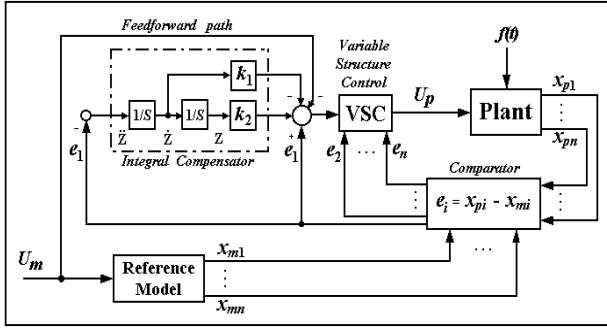 Feedforward path
Variable
Structure
Control
f(t)
k₁
1/S
1/S
k₂
VSC
Uₚ
Plant
xₚ₁
⋮
xₚₙ
-
-
-
+
-
z̈
ż
z
e₁
Integral Compensator
e₁
e₂
...
eₙ
Comparator
eᵢ = xₚᵢ - xₘᵢ
⋮
⋮
...
Uₘ
Reference
Model
xₘ₁
⋮
xₘₙ